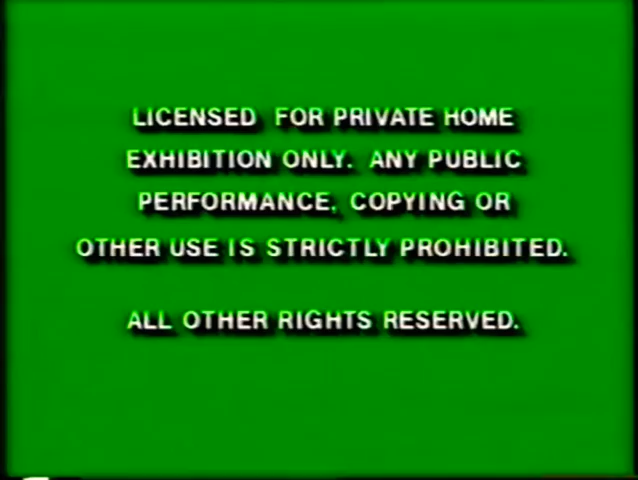 LICENSED FOR PRIVATE HOME
EXHIBITION ONLY. ANY PUBLIC
PERFORMANCE, COPYING OR
OTHER USE IS STRICTLY PROHIBITED.
ALL OTHER RIGHTS RESERVED.